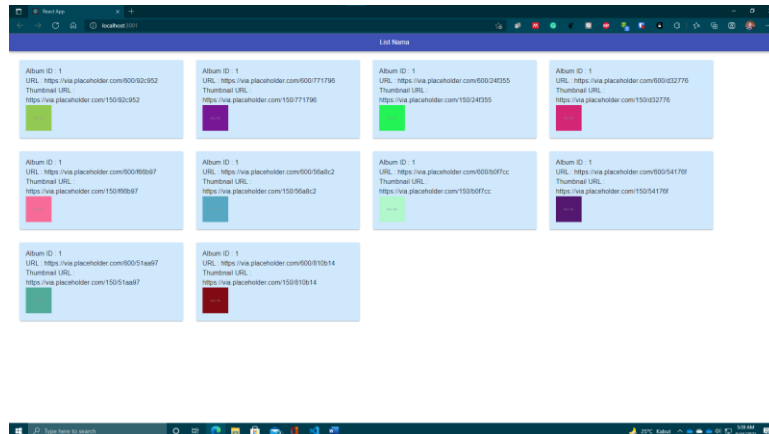 React App
localhost:3001
List Nama
Album ID : 1
URL : https://via.placeholder.com/600/92c952
Thumbnail URL :
https://via.placeholder.com/150/92c952
Album ID : 1
URL : https://via.placeholder.com/600/771796
Thumbnail URL :
https://via.placeholder.com/150/771796
Album ID : 1
URL : https://via.placeholder.com/600/24f355
Thumbnail URL :
https://via.placeholder.com/150/24f355
Album ID : 1
URL : https://via.placeholder.com/600/d32776
Thumbnail URL :
https://via.placeholder.com/150/d32776
Album ID : 1
URL : https://via.placeholder.com/600/f66b97
Thumbnail URL :
https://via.placeholder.com/150/f66b97
Album ID : 1
URL : https://via.placeholder.com/600/56a8c2
Thumbnail URL :
https://via.placeholder.com/150/56a8c2
Album ID : 1
URL : https://via.placeholder.com/600/b0f7cc
Thumbnail URL :
https://via.placeholder.com/150/b0f7cc
Album ID : 1
URL : https://via.placeholder.com/600/54176f
Thumbnail URL :
https://via.placeholder.com/150/54176f
Album ID : 1
URL : https://via.placeholder.com/600/51aa97
Thumbnail URL :
https://via.placeholder.com/150/51aa97
Album ID : 1
URL : https://via.placeholder.com/600/810b14
Thumbnail URL :
https://via.placeholder.com/150/810b14
Type here to search
25°C Kabut
5:09 AM